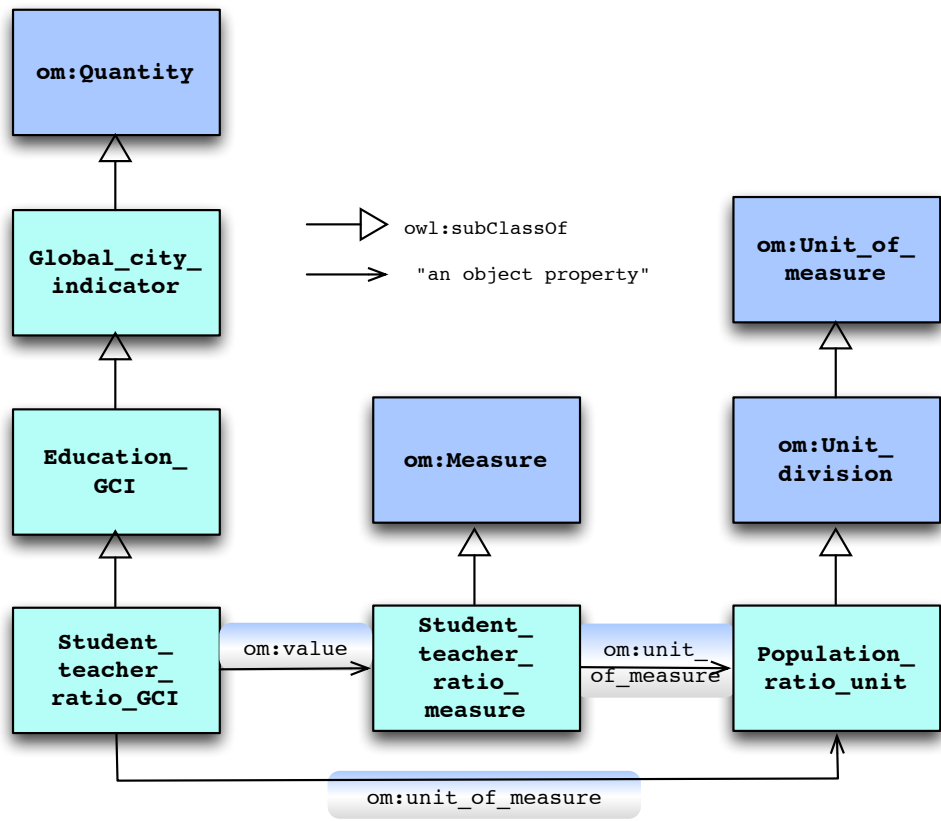 om:Quantity
Global_city_
indicator
owl:subClassOf
"an object property"
om:Unit_of_
measure
Education_
GCI
om:Measure
om:Unit_
division
Student_
teacher_
ratio_GCI
om:value
Student_
teacher_
ratio_
measure
om:unit_
of_measure
Population_
ratio_unit
om:unit_of_measure